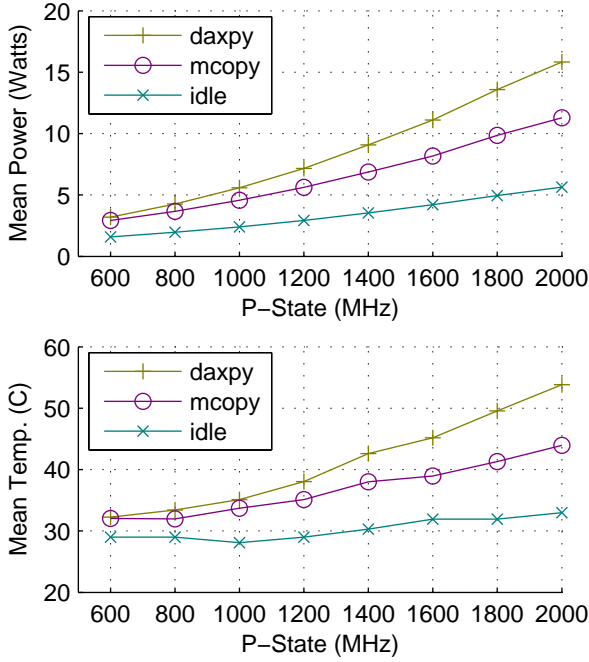 20
15
10
5
0
Mean Power (Watts)
daxpy
mcopy
idle
600 800 1000 1200 1400 1600 1800 2000
P−State (MHz)
60
50
40
30
20
Mean Temp. (C)
daxpy
mcopy
idle
600 800 1000 1200 1400 1600 1800 2000
P−State (MHz)